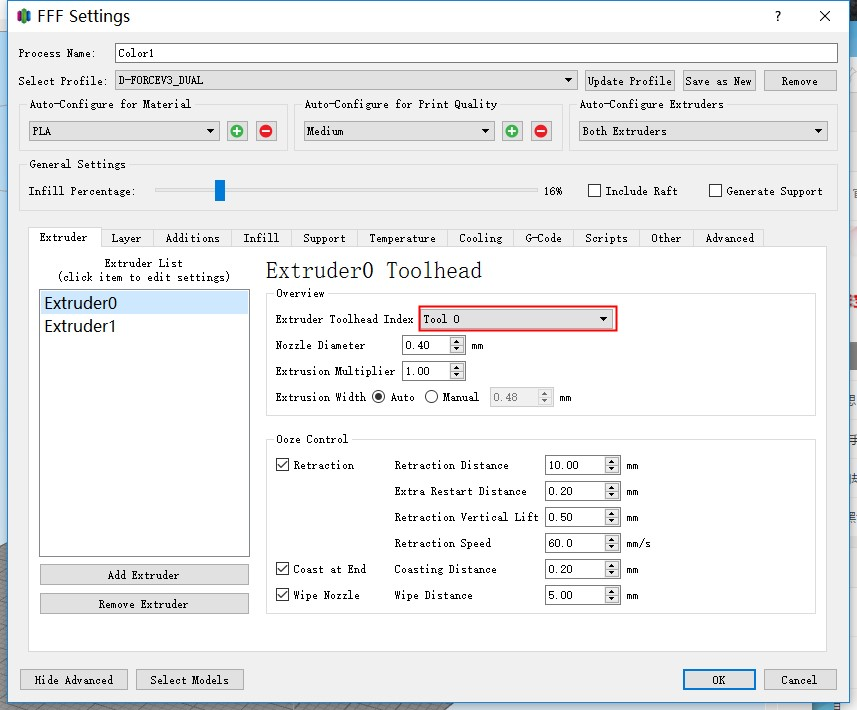 FFF Settings
Process Name: Color1
Select Profile: D-FORCEV3_DUAL Update Profile Save as New Remove
Auto-Configure for Material Auto-Configure for Print Quality Auto-Configure Extruders
PLA Medium Both Extruders
General Settings
Infill Percentage: 16% Include Raft Generate Support
Extruder Layer Additions Infill Support Temperature Cooling G-Code Scripts Other Advanced
Extruder List
(click item to edit settings)
Extruder0
Extruder1
Add Extruder
Remove Extruder
Extruder0 Toolhead
Overview
Extruder Toolhead Index Tool 0
Nozzle Diameter 0.40 mm
Extrusion Multiplier 1.00
Extrusion Width Auto Manual 0.48 mm
Ooze Control
Retraction Retraction Distance 10.00 mm
Extra Restart Distance 0.20 mm
Retraction Vertical Lift 0.50 mm
Retraction Speed 60.0 mm/s
Coast at End Coasting Distance 0.20 mm
Wipe Nozzle Wipe Distance 5.00 mm
Hide Advanced Select Models OK Cancel